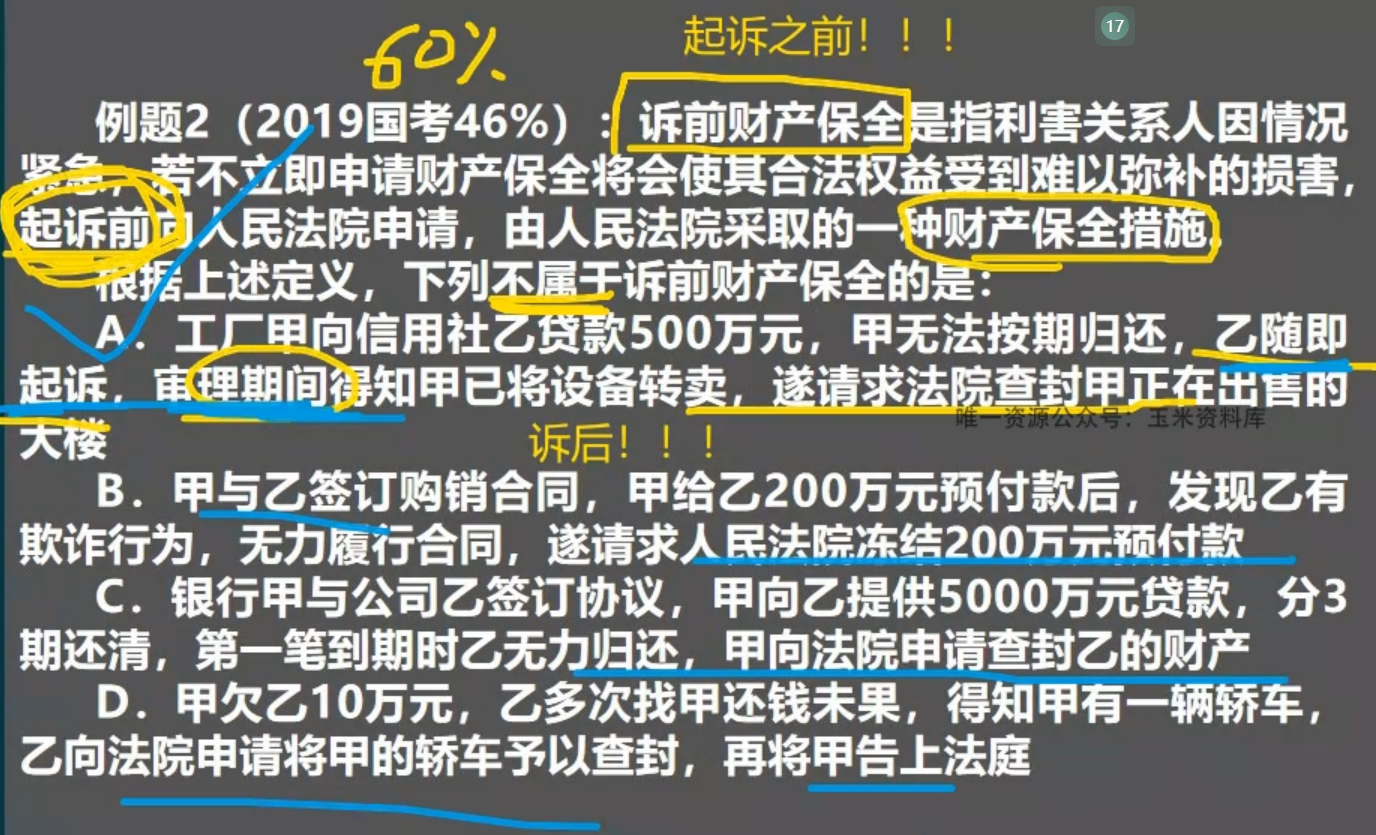 17
60%
起诉之前！！！
例题2（2019国考46%）：诉前财产保全是指利害关系人因情况
紧急，若不立即申请财产保全将会使其合法权益受到难以弥补的损害，
起诉前向人民法院申请，由人民法院采取的一种财产保全措施。
根据上述定义，下列不属于诉前财产保全的是：
A．工厂甲向信用社乙贷款500万元，甲无法按期归还，乙随即
起诉，审理期间得知甲已将设备转卖，遂请求法院查封甲正在出售的
唯一资源公众号：玉米资料库
大楼
诉后！！！
B．甲与乙签订购销合同，甲给乙200万元预付款后，发现乙有
欺诈行为，无力履行合同，遂请求人民法院冻结200万元预付款
C．银行甲与公司乙签订协议，甲向乙提供5000万元贷款，分3
期还清，第一笔到期时乙无力归还，甲向法院申请查封乙的财产
D．甲欠乙10万元，乙多次找甲还钱未果，得知甲有一辆轿车，
乙向法院申请将甲的轿车予以查封，再将甲告上法庭